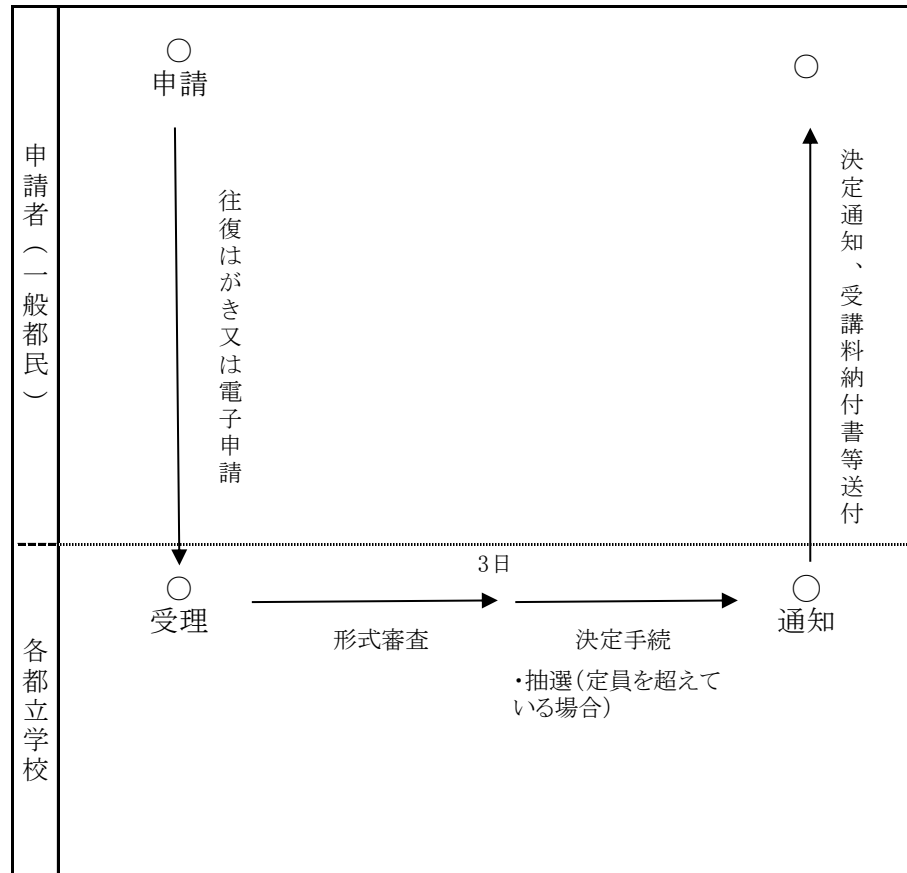 申請者（一般都民）
○
申請
往復はがき又は電子申請
○
決定通知、受講料納付書等送付
各都立学校
○
受理
3日
形式審査
決定手続
・抽選（定員を超えて
いる場合）
○
通知